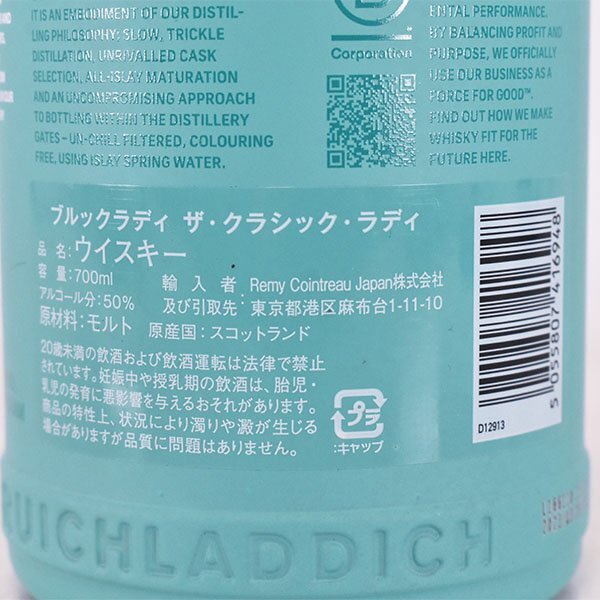 IT IS AN EMBODIMENT OF OUR DISTIL-
LING PHILOSOPHY; SLOW, TRICKLE
DISTILLATION, UNRIVALLED CASK
SELECTION, ALL-ISLAY MATURATION
AND AN UNCOMPROMISING APPROACH
TO BOTTLING WITHIN THE DISTILLERY
GATES – UN-CHILL FILTERED, COLOURING
FREE, USING ISLAY SPRING WATER.
Corporation
ENTAL PERFORMANCE.
BY BALANCING PROFIT AND
PURPOSE, WE OFFICIALLY
USE OUR BUSINESS AS A
FORCE FOR GOOD™.
FIND OUT HOW WE MAKE
WHISKY FIT FOR THE
FUTURE HERE.
ブルックラディ ザ・クラシック・ラディ
品名:ウイスキー
容量:700ml
アルコール分:50%
原材料:モルト 原産国:スコットランド
輸入者 Remy Cointreau Japan株式会社
及び引取先:東京都港区麻布台1-11-10
20歳未満の飲酒および飲酒運転は法律で禁止
されています。妊娠中や授乳期の飲酒は、胎児・
乳児の発育に悪影響を与えるおそれがあります。
商品の特性上、状況により濁りや澱が生じる
場合がありますが品質に問題はありません。
プラ
:キャップ
5 055807 416948
D12913
RUICHLADDICH